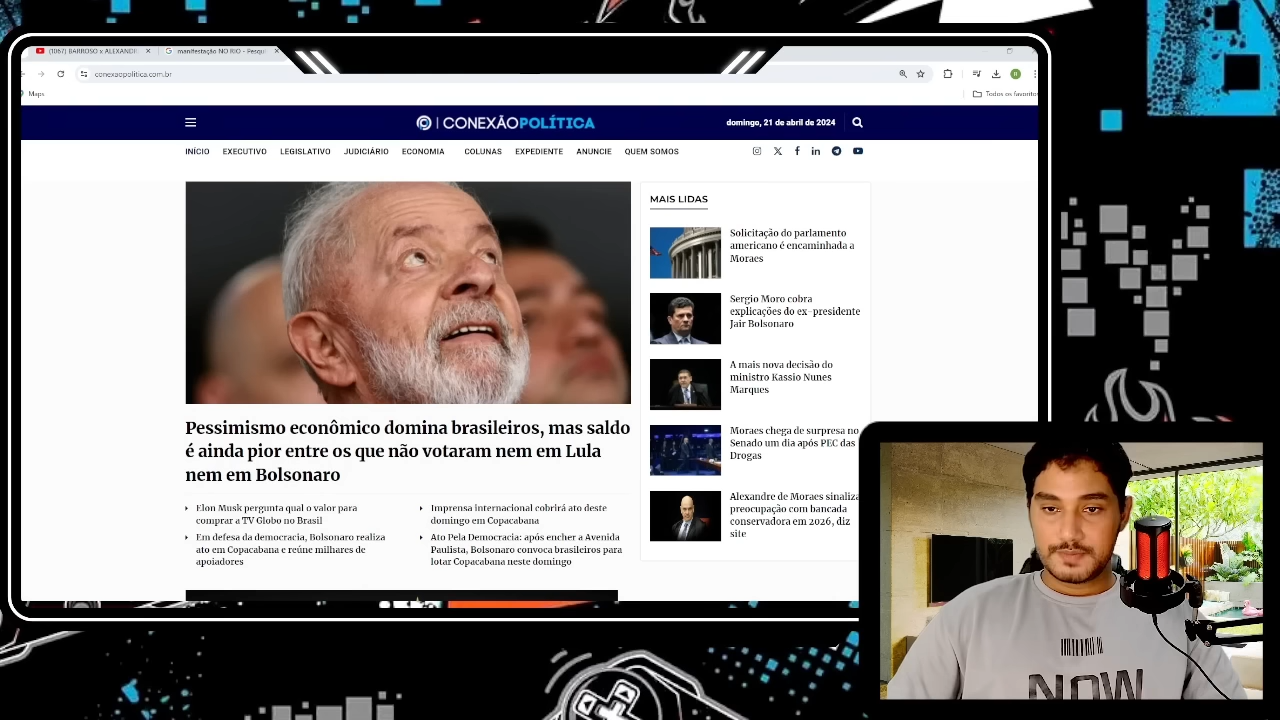 (1067) BARROSO x ALEXANDR
manifestação NO RIO - Pesqu
conexaopolitica.com.br
Maps
Todos os favoritos
| CONEXÃOPOLÍTICA
domingo, 21 de abril de 2024
INÍCIO EXECUTIVO LEGISLATIVO JUDICIÁRIO ECONOMIA COLUNAS EXPEDIENTE ANUNCIE QUEM SOMOS
Pessimismo econômico domina brasileiros, mas saldo
é ainda pior entre os que não votaram nem em Lula
nem em Bolsonaro
Elon Musk pergunta qual o valor para
comprar a TV Globo no Brasil
Em defesa da democracia, Bolsonaro realiza
ato em Copacabana e reúne milhares de
apoiadores
Imprensa internacional cobrirá ato deste
domingo em Copacabana
Ato Pela Democracia: após encher a Avenida
Paulista, Bolsonaro convoca brasileiros para
lotar Copacabana neste domingo
MAIS LIDAS
Solicitação do parlamento
americano é encaminhada a
Moraes
Sergio Moro cobra
explicações do ex-presidente
Jair Bolsonaro
A mais nova decisão do
ministro Kassio Nunes
Marques
Moraes chega de surpresa no
Senado um dia após PEC das
Drogas
Alexandre de Moraes sinaliza
preocupação com bancada
conservadora em 2026, diz
site
NOW